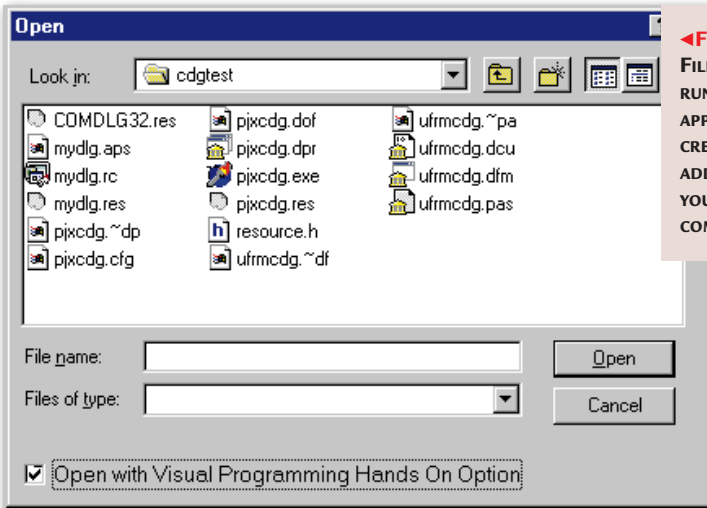 Open
Look in: cdgtest
COMDLG32.res
mydlg.aps
mydlg.rc
mydlg.res
pjxcdg.~dp
pjxcdg.cfg
pjxcdg.dof
pjxcdg.dpr
pjxcdg.exe
pjxcdg.res
resource.h
ufrmcdg.~df
ufrmcdg.~pa
ufrmcdg.dcu
ufrmcdg.dfm
ufrmcdg.pas
File name:
Open
Files of type:
Cancel
Open with Visual Programming Hands On Option